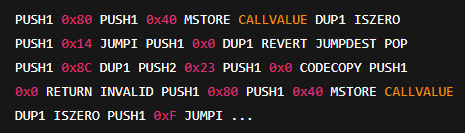 PUSH1 0x80 PUSH1 0x40 MSTORE CALLVALUE DUP1 ISZERO
PUSH1 0x14 JUMPI PUSH1 0x0 DUP1 REVERT JUMPDEST POP
PUSH1 0x8C DUP1 PUSH2 0x23 PUSH1 0x0 CODECOPY PUSH1
0x0 RETURN INVALID PUSH1 0x80 PUSH1 0x40 MSTORE CALLVALUE
DUP1 ISZERO PUSH1 0xF JUMPI ...